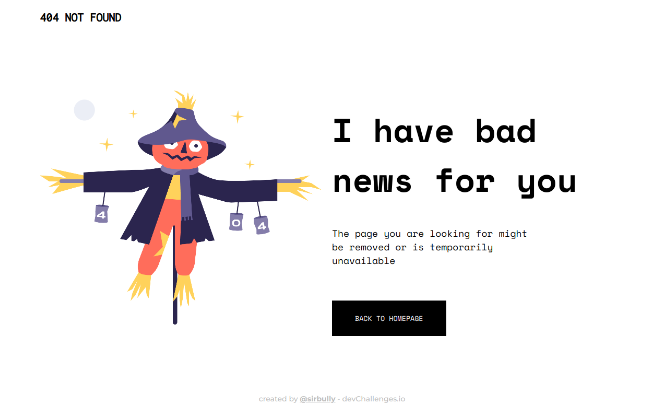 404 NOT FOUND
I have bad
news for you
4
0
4
The page you are looking for might
be removed or is temporarily
unavailable
BACK TO HOMEPAGE
created by @sirbully - devChallenges.io